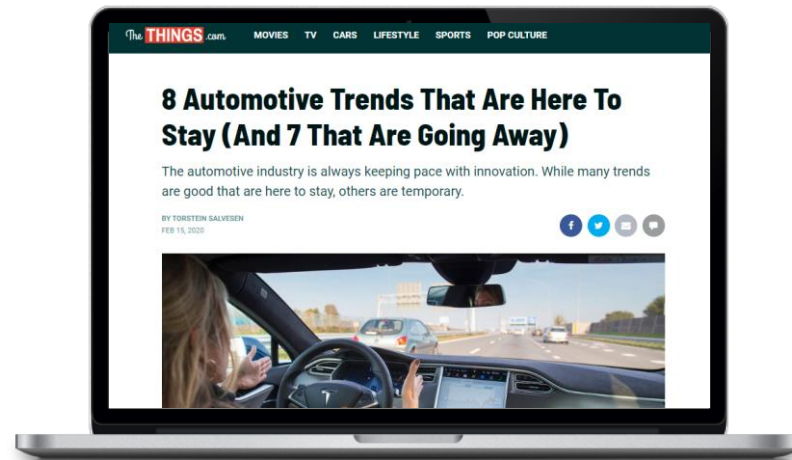 The THINGS.com MOVIES TV CARS LIFESTYLE SPORTS POP CULTURE
8 Automotive Trends That Are Here To
Stay (And 7 That Are Going Away)
The automotive industry is always keeping pace with innovation. While many trends
are good that are here to stay, others are temporary.
BY TORSTEIN SALVESEN
FEB 15, 2020